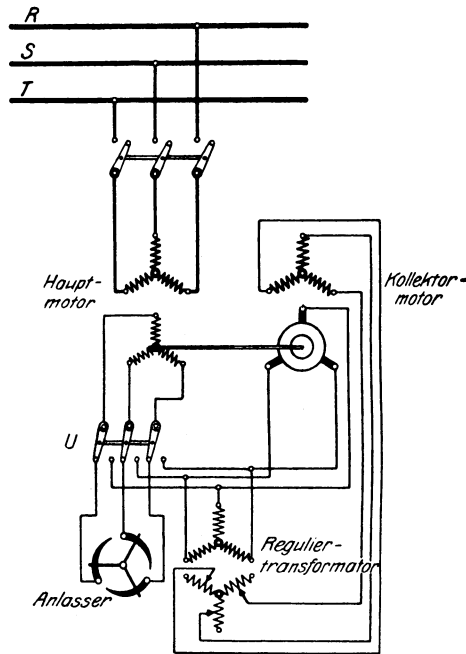 R
S
T
Haupt-
motor
Kollektor-
motor
U
Regulier-
transformator
Anlasser